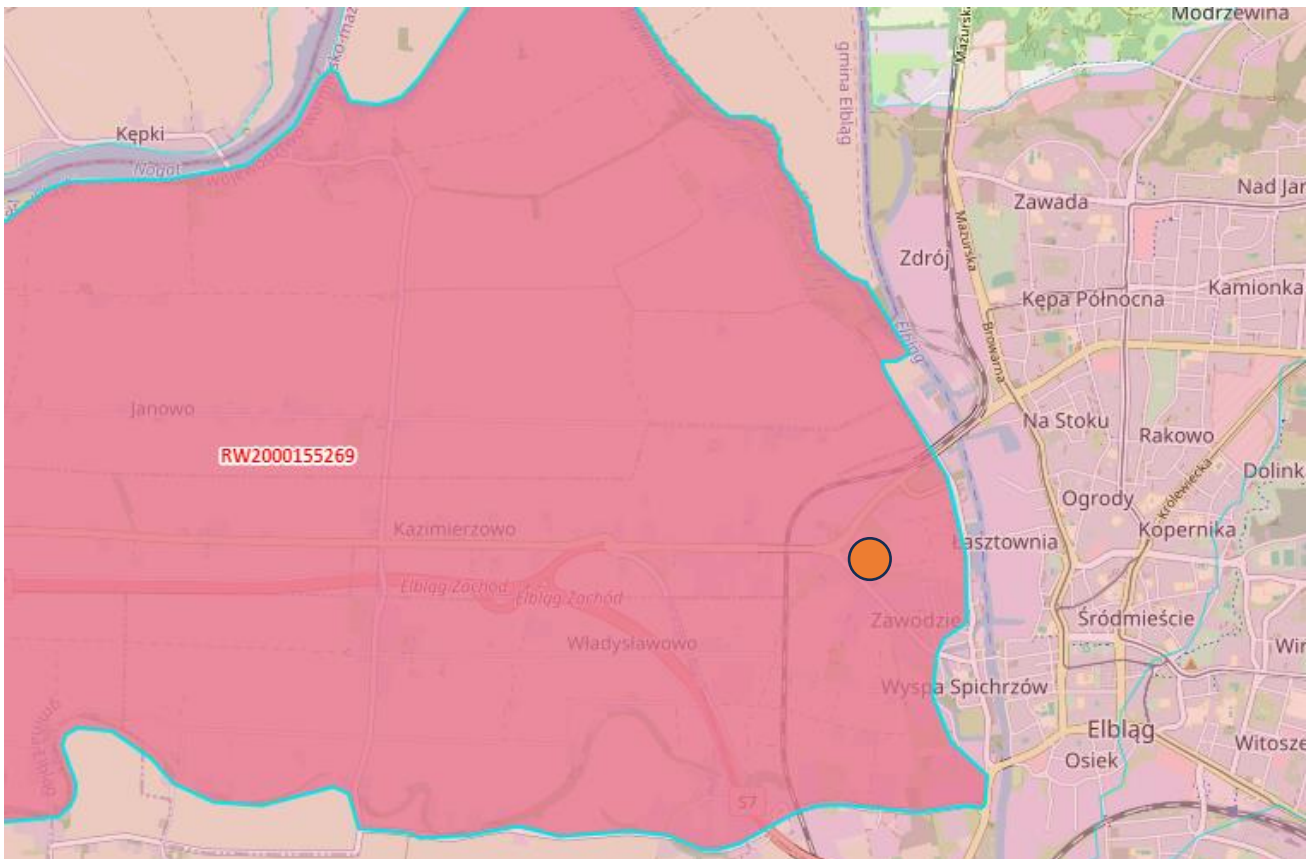 Modrzewina
Mazurska
gmina Elbląg
Kępki
Nogat
Nad Jar
Zawada
Mazurska
Zdrój
Kamionka
Kępa Północna
Elbląg
Browarna
Janowo
Na Stoku
Rakowo
RW2000155269
Dolink
Królewiecka
Ogrody
Kazimierzowo
Kopernika
Łasztownia
Elbląg Zachód
Elbląg Zachód
Zawodzie
Śródmieście
Władysławowo
Win
Wyspa Spichrzów
Elbląg
Witosze
Osiek
S7